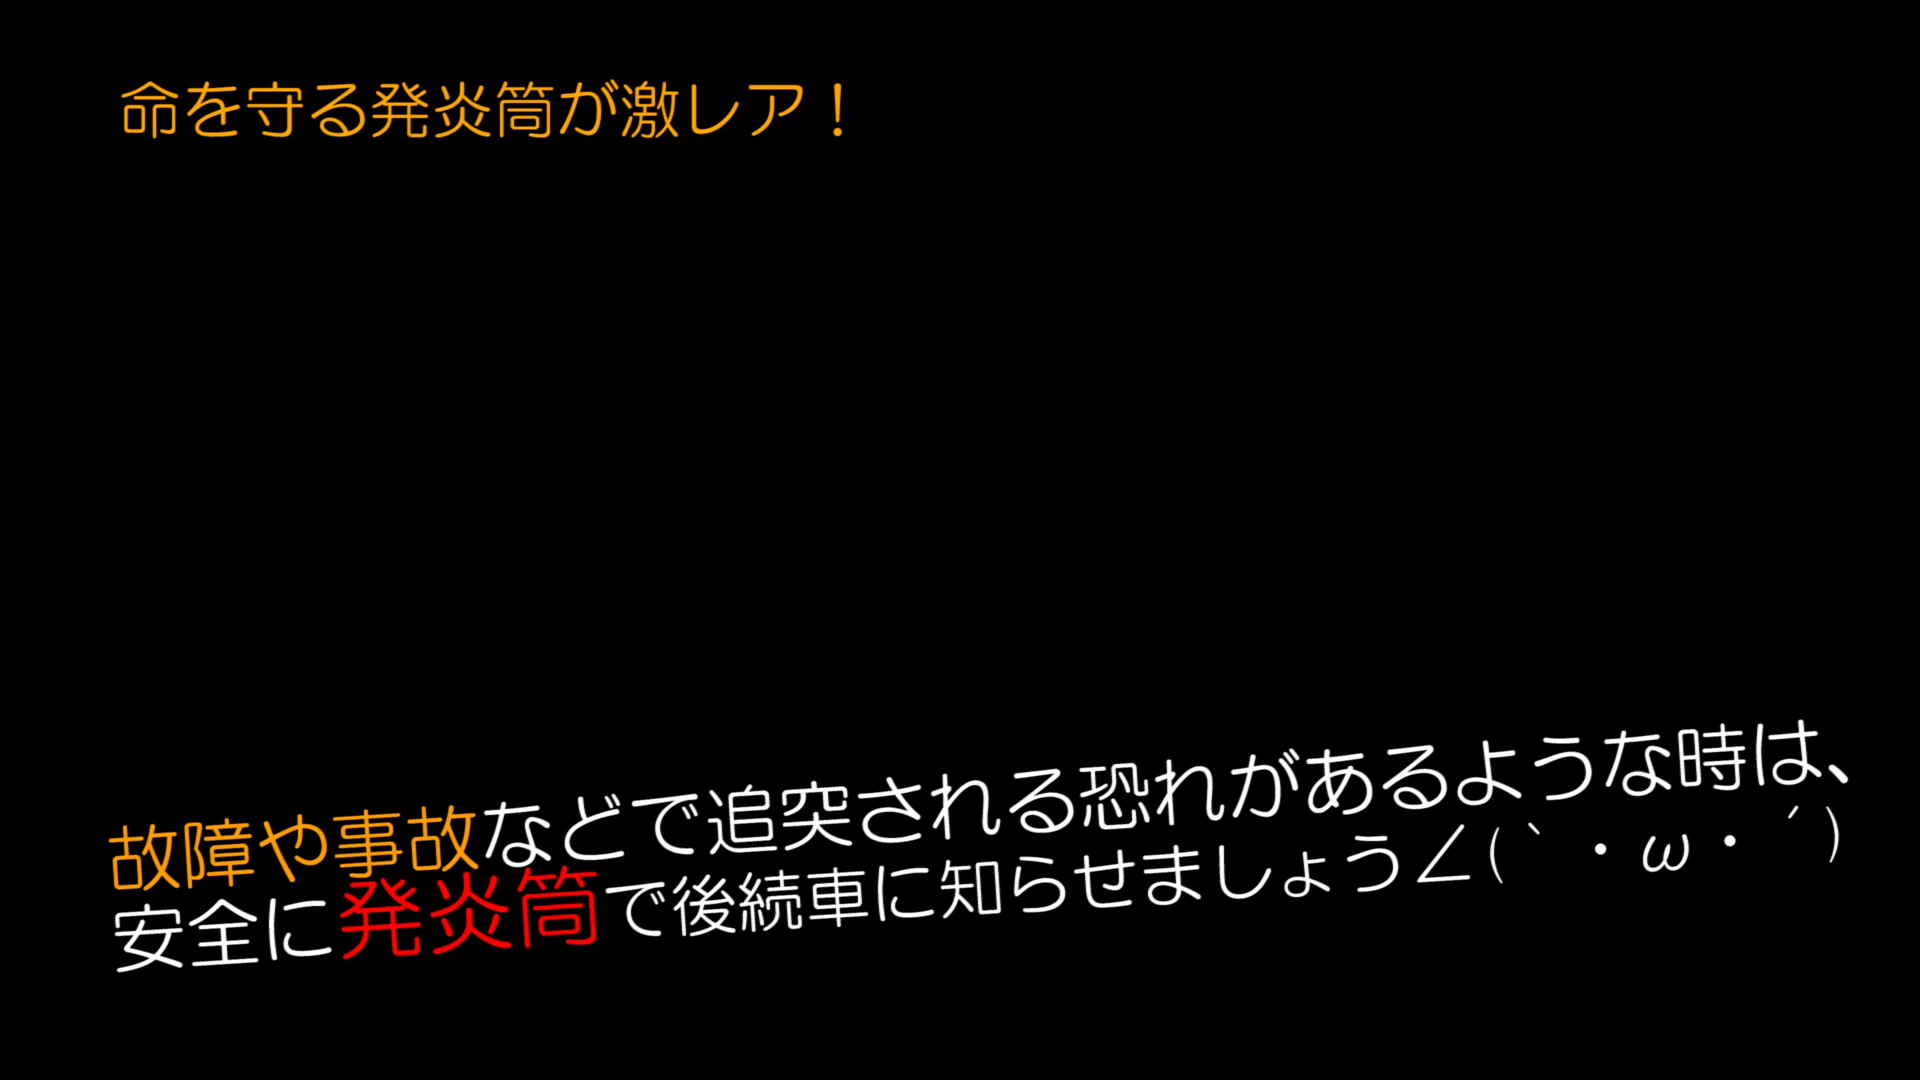 命を守る発炎筒が激レア！
故障や事故などで追突される恐れがあるような時は、
安全に発炎筒で後続車に知らせましょう∠(｀・ω・´)